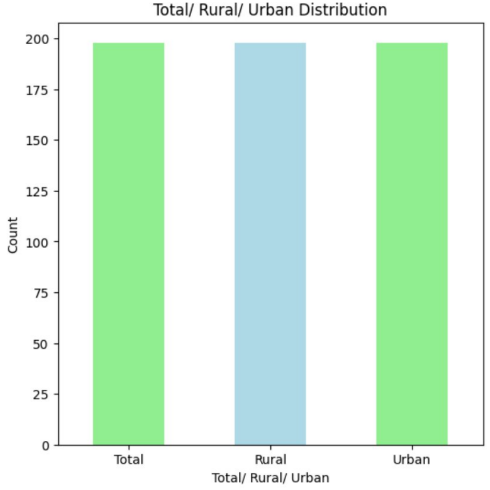 Total/ Rural/ Urban Distribution
200
175
150
125
100
75
50
25
0
Count
Total Rural Urban
Total/ Rural/ Urban